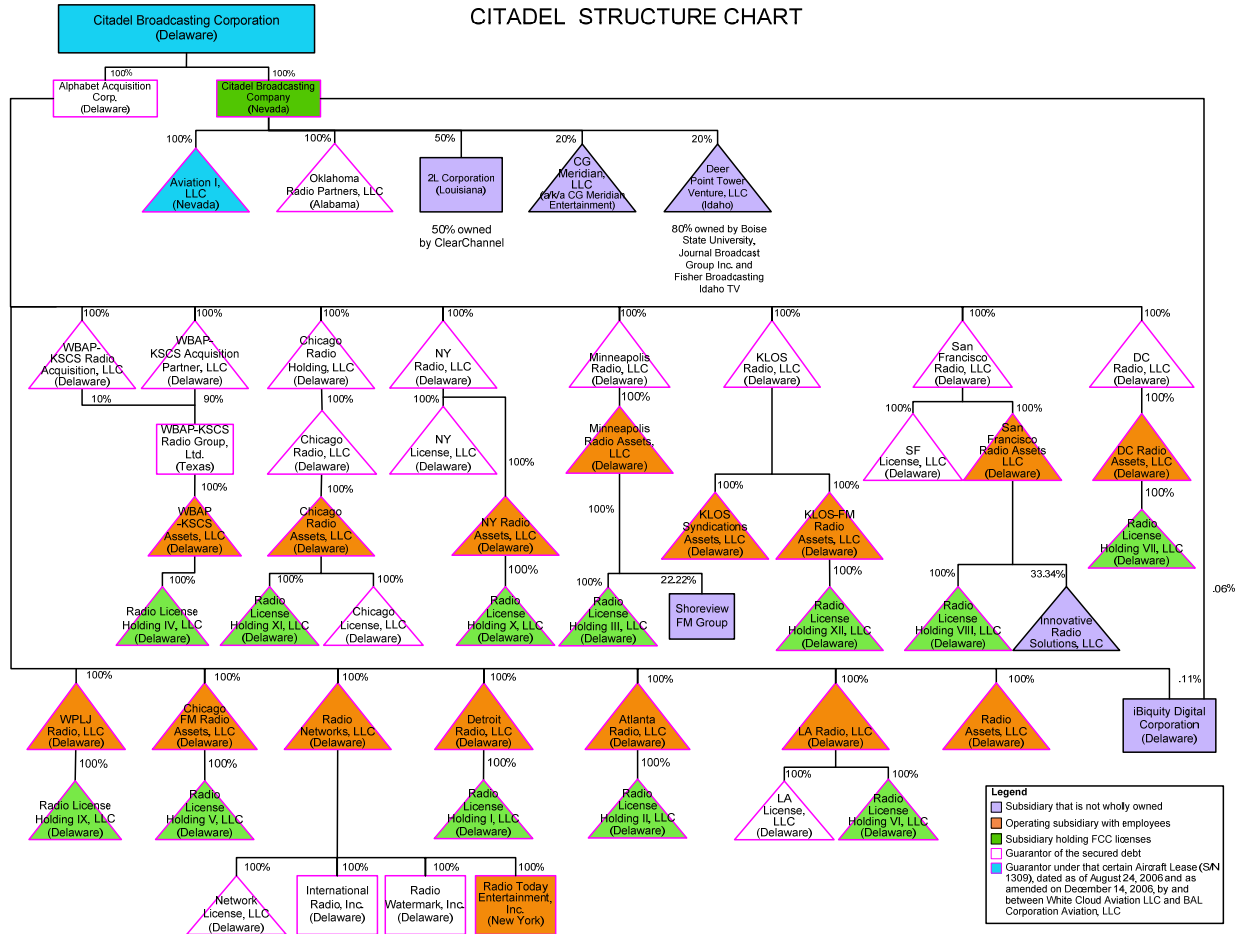 CITADEL STRUCTURE CHART
Citadel Broadcasting Corporation
(Delaware)
100%
100%
Alphabet Acquisition
Corp.
(Delaware)
Citadel Broadcasting
Company
(Nevada)
100%
100%
50%
20%
20%
Aviation I,
LLC
(Nevada)
Oklahoma
Radio Partners, LLC
(Alabama)
2L Corporation
(Louisiana)
CG
Meridian,
LLC
(a/k/a CG Meridian
Entertainment)
Deer
Point Tower
Venture, LLC
(Idaho)
50% owned
by ClearChannel
80% owned by Boise
State University,
Journal Broadcast
Group Inc. and
Fisher Broadcasting
Idaho TV
100%
100%
100%
100%
100%
100%
100%
100%
WBAP-
KSCS Radio
Acquisition, LLC
(Delaware)
WBAP-
KSCS Acquisition
Partner, LLC
(Delaware)
Chicago
Radio
Holding, LLC
(Delaware)
NY
Radio, LLC
(Delaware)
Minneapolis
Radio, LLC
(Delaware)
KLOS
Radio, LLC
(Delaware)
San
Francisco
Radio, LLC
(Delaware)
DC
Radio, LLC
(Delaware)
10%
90%
100%
100%
100%
100%
100%
100%
WBAP-KSCS
Radio Group,
Ltd.
(Texas)
Chicago
Radio, LLC
(Delaware)
NY
License, LLC
(Delaware)
Minneapolis
Radio Assets,
LLC
(Delaware)
SF
License, LLC
(Delaware)
San
Francisco
Radio Assets
LLC
(Delaware)
DC Radio
Assets, LLC
(Delaware)
100%
100%
100%
100%
100%
100%
100%
WBAP
-KSCS
Assets, LLC
(Delaware)
Chicago
Radio
Assets, LLC
(Delaware)
NY Radio
Assets, LLC
(Delaware)
KLOS
Syndications
Assets, LLC
(Delaware)
KLOS-FM
Radio
Assets, LLC
(Delaware)
Radio
License
Holding VII, LLC
(Delaware)
100%
100%
100%
100%
100%
22.22%
100%
100%
33.34%
.06%
Radio License
Holding IV, LLC
(Delaware)
Radio
License
Holding XI, LLC
(Delaware)
Chicago
License, LLC
(Delaware)
Radio
License
Holding X, LLC
(Delaware)
Radio
License
Holding III, LLC
(Delaware)
Shoreview
FM Group
Radio
License
Holding XII, LLC
(Delaware)
Radio
License
Holding VIII, LLC
(Delaware)
Innovative
Radio
Solutions, LLC
100%
100%
100%
100%
100%
100%
100%
.11%
WPLJ
Radio, LLC
(Delaware)
Chicago
FM Radio
Assets, LLC
(Delaware)
Radio
Networks, LLC
(Delaware)
Detroit
Radio, LLC
(Delaware)
Atlanta
Radio, LLC
(Delaware)
LA Radio, LLC
(Delaware)
Radio
Assets, LLC
(Delaware)
iBiquity Digital
Corporation
(Delaware)
100%
100%
100%
100%
100%
100%
Radio License
Holding IX, LLC
(Delaware)
Radio
License
Holding V, LLC
(Delaware)
Radio
License
Holding I, LLC
(Delaware)
Radio
License
Holding II, LLC
(Delaware)
LA
License,
LLC
(Delaware)
Radio
License
Holding VI, LLC
(Delaware)
100%
100%
100%
100%
Network
License, LLC
(Delaware)
International
Radio, Inc.
(Delaware)
Radio
Watermark, Inc.
(Delaware)
Radio Today
Entertainment,
Inc.
(New York)
Legend
Subsidiary that is not wholly owned
Operating subsidiary with employees
Subsidiary holding FCC licenses
Guarantor of the secured debt
Guarantor under that certain Aircraft Lease (S/N
1309), dated as of August 24, 2006 and as
amended on December 14, 2006, by and
between White Cloud Aviation LLC and BAL
Corporation Aviation, LLC